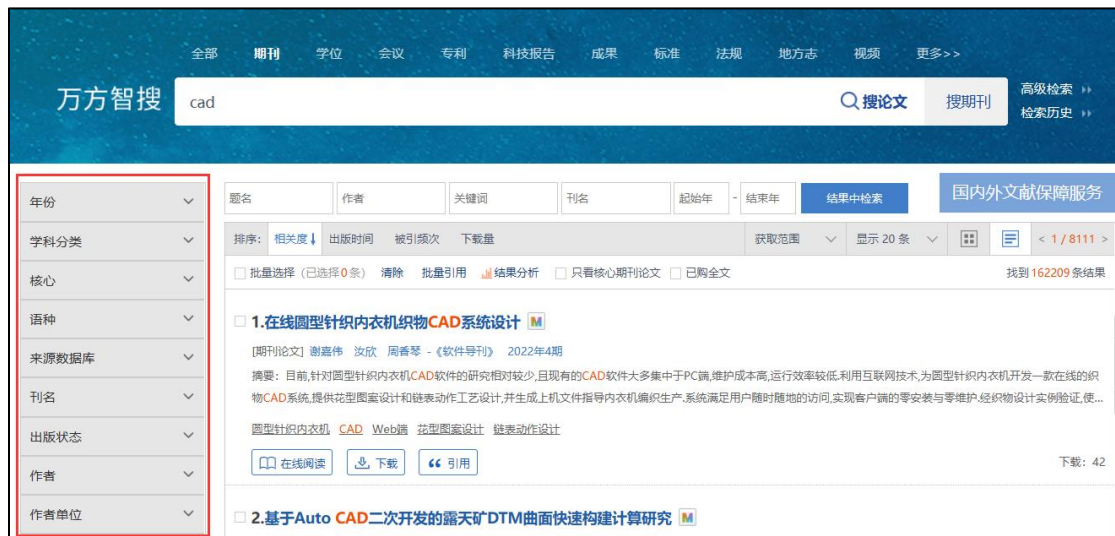 全部 期刊 学位 会议 专利 科技报告 成果 标准 法规 地方志 视频 更多>>
万方智搜 cad 搜论文 搜期刊 高级检索
检索历史
年份
学科分类
核心
语种
来源数据库
刊名
出版状态
作者
作者单位
题名 作者 关键词 刊名 起始年 - 结束年 结果中检索 国内外文献保障服务
排序: 相关度↓ 出版时间 被引频次 下载量 获取范围 显示 20 条 < 1 / 8111 >
批量选择 (已选择0条) 清除 批量引用 结果分析 只看核心期刊论文 已购全文 找到162209条结果
1.在线圆型针织内衣机织物CAD系统设计 M
[期刊论文] 谢嘉伟 汝欣 周香琴 -《软件导刊》 2022年4期
摘要：目前,针对圆型针织内衣机CAD软件的研究相对较少,且现有的CAD软件大多集中于PC端,维护成本高,运行效率较低.利用互联网技术,为圆型针织内衣机开发一款在线的织
物CAD系统,提供花型图案设计和链表动作工艺设计,并生成上机文件指导内衣机编织生产.系统满足用户随时随地的访问,实现客户端的零安装与零维护.经织物设计实例验证,使...
圆型针织内衣机 CAD Web端 花型图案设计 链表动作设计
在线阅读 下载 引用 下载：42
2.基于Auto CAD二次开发的露天矿DTM曲面快速构建计算研究 M